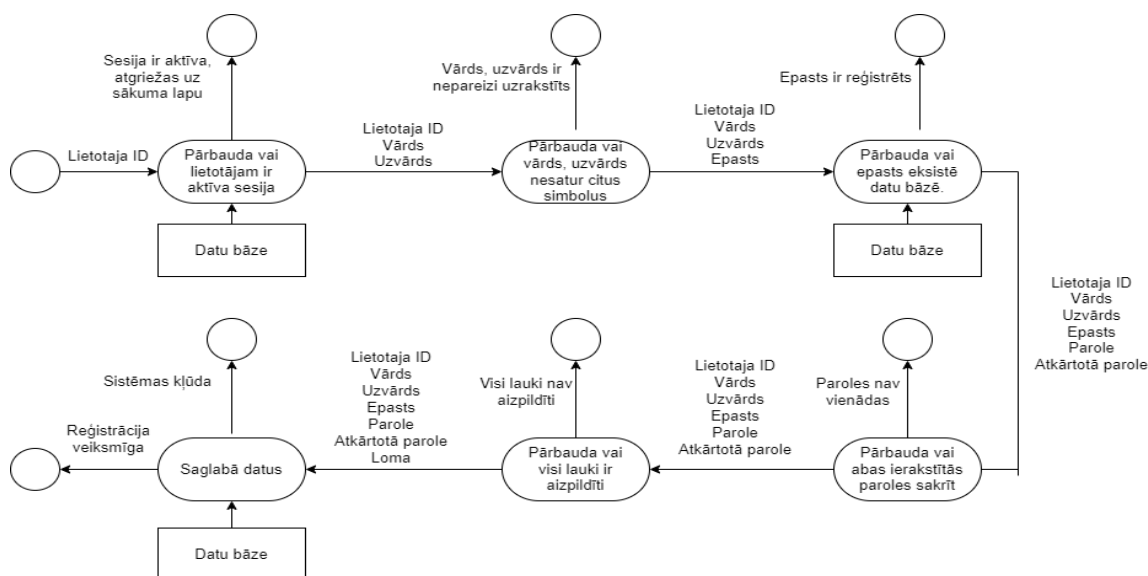 Sesija ir aktīva,
atgriežas uz
sākuma lapu
Vārds, uzvārds ir
nepareizi uzrakstīts
Epasts ir reģistrēts
Lietotaja ID
Pārbauda vai
lietotājam ir
aktīva sesija
Lietotaja ID
Vārds
Uzvārds
Pārbauda vai
vārds, uzvārds
nesatur citus
simbolus
Lietotaja ID
Vārds
Uzvārds
Epasts
Pārbauda vai
epasts eksistē
datu bāzē.
Datu bāze
Datu bāze
Lietotaja ID
Vārds
Uzvārds
Epasts
Parole
Atkārtotā parole
Paroles nav
vienādas
Pārbauda vai
abas ierakstītās
paroles sakrīt
Lietotaja ID
Vārds
Uzvārds
Epasts
Parole
Atkārtotā parole
Visi lauki nav
aizpildīti
Pārbauda vai
visi lauki ir
aizpildīti
Lietotaja ID
Vārds
Uzvārds
Epasts
Parole
Atkārtotā parole
Loma
Sistēmas kļūda
Saglabā datus
Reģistrācija
veiksmīga
Datu bāze